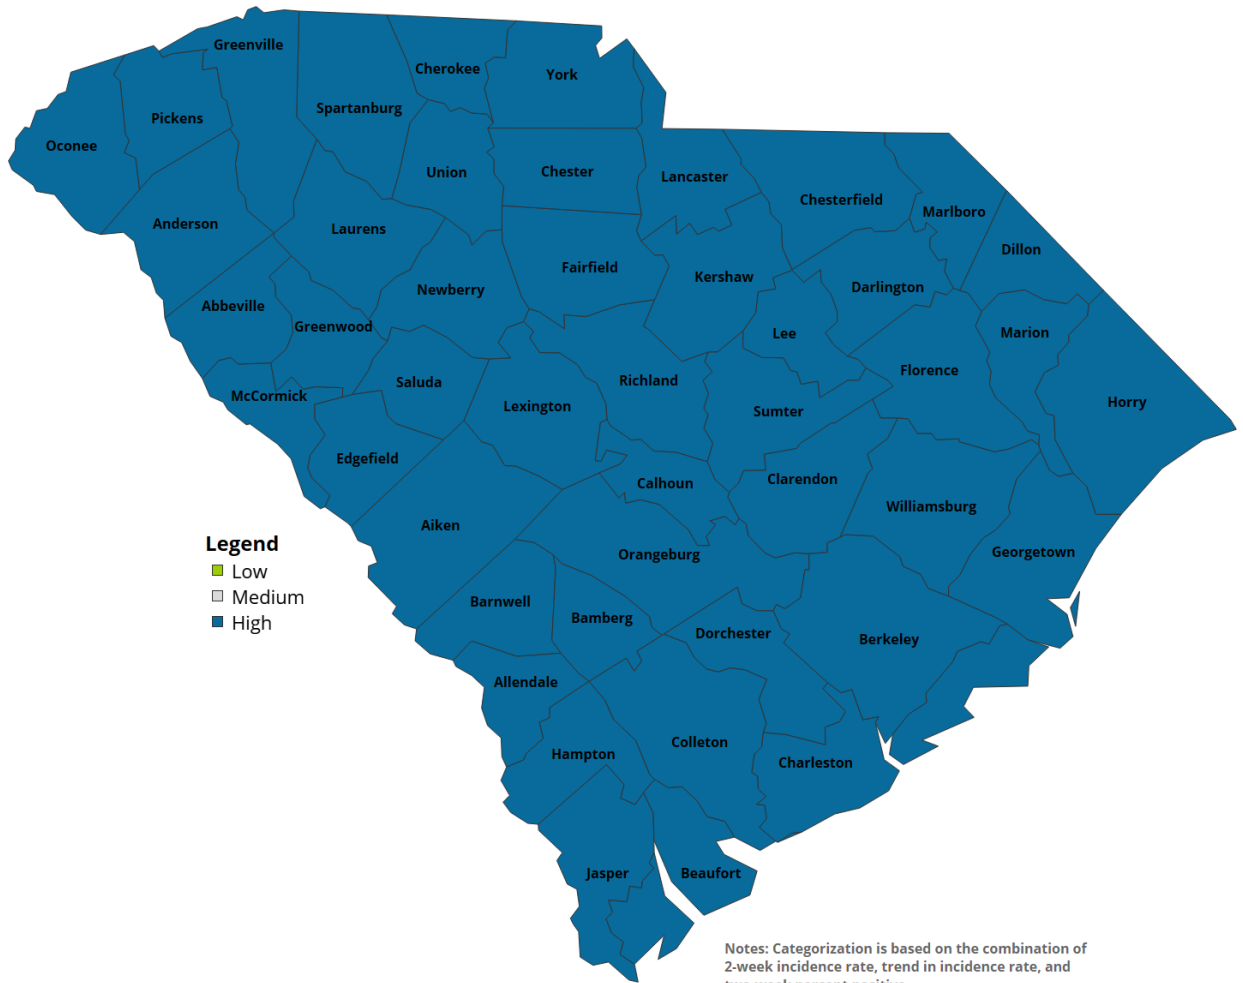 Greenville
Cherokee
York
Spartanburg
Pickens
Oconee
Union
Chester
Lancaster
Chesterfield
Marlboro
Anderson
Laurens
Dillon
Fairfield
Kershaw
Darlington
Newberry
Abbeville
Greenwood
Lee
Marion
Florence
Richland
Saluda
McCormick
Lexington
Sumter
Horry
Edgefield
Calhoun
Clarendon
Williamsburg
Aiken
Orangeburg
Georgetown
Legend
Low
Medium
High
Barnwell
Bamberg
Dorchester
Berkeley
Allendale
Colleton
Hampton
Charleston
Jasper
Beaufort
Notes: Categorization is based on the combination of
2-week incidence rate, trend in incidence rate, and